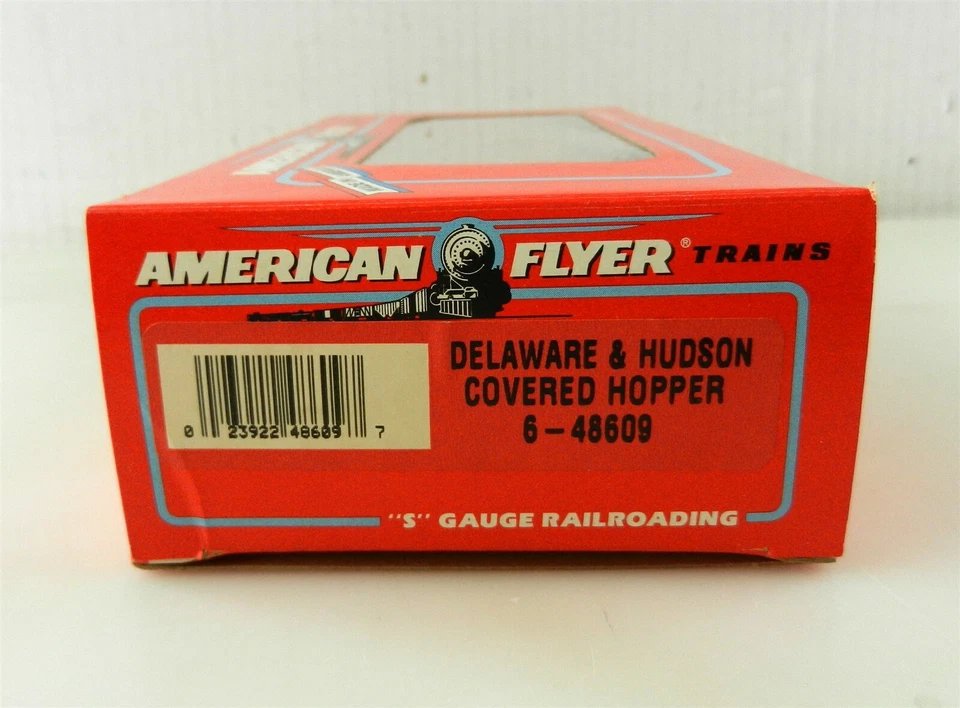 AMERICAN FLYER® TRAINS
DELAWARE & HUDSON
COVERED HOPPER
6-48609
0 23922 48609 7
"S" GAUGE RAILROADING